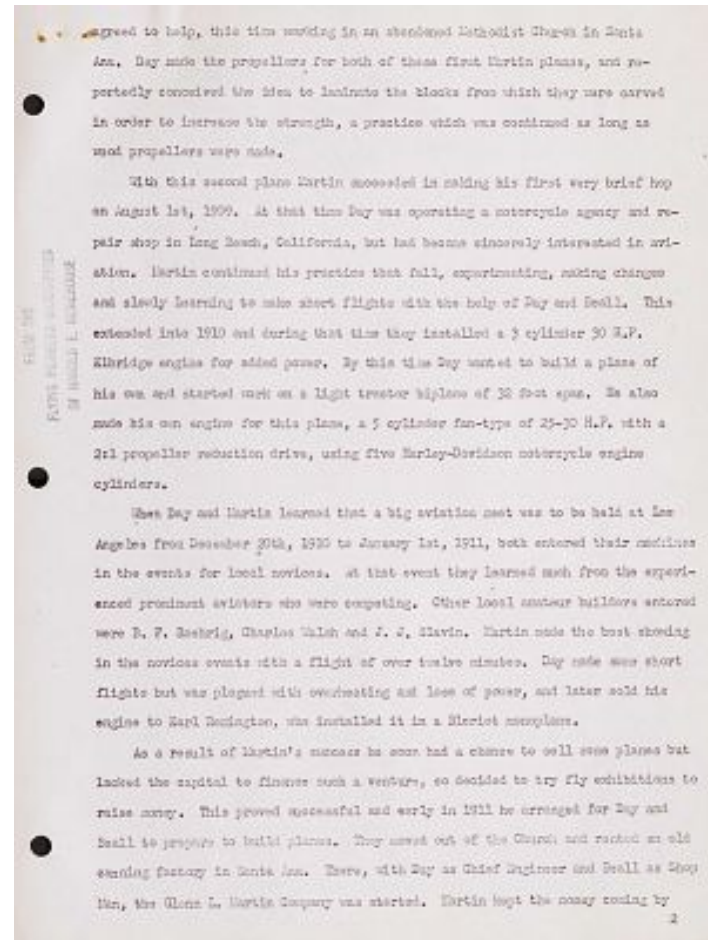 agreed to help, this time working in an abandoned Methodist Church in Santa
Ana. Day made the propellers for both of these first Martin planes, and re-
portedly conceived the idea to laminate the blocks from which they were carved
in order to increase the strength, a practice which was continued as long as
wood propellers were made.
With this second plane Martin succeeded in making his first very brief hop
on August 1st, 1909. At that time Day was operating a motorcycle agency and re-
pair shop in Long Beach, California, but had become sincerely interested in avi-
ation. Martin continued his practice that fall, experimenting, making changes
and slowly learning to make short flights with the help of Day and Beall. This
extended into 1910 and during that time they installed a 3 cylinder 30 H.P.
Elbridge engine for added power. By this time Day wanted to build a plane of
his own and started work on a light tractor biplane of 32 foot span. He also
made his own engine for this plane, a 5 cylinder fan-type of 25-30 H.P. with a
2:1 propeller reduction drive, using five Harley-Davidson motorcycle engine
cylinders.
When Day and Martin learned that a big aviation meet was to be held at Los
Angeles from December 20th, 1910 to January 1st, 1911, both entered their machines
in the events for local novices. At that event they learned much from the experi-
enced prominent aviators who were competing. Other local amateur builders entered
were B. F. Roehrig, Charles Walsh and J. J. Slavin. Martin made the best showing
in the novices events with a flight of over twelve minutes. Day made some short
flights but was plagued with overheating and loss of power, and later sold his
engine to Earl Remington, who installed it in a Bleriot monoplane.
As a result of Martin's success he soon had a chance to sell some planes but
lacked the capital to finance such a venture, so decided to try fly exhibitions to
raise money. This proved successful and early in 1911 he arranged for Day and
Beall to prepare to build planes. They moved out of the Church and rented an old
canning factory in Santa Ana. There, with Day as Chief Engineer and Beall as Shop
Man, the Glenn L. Martin Company was started. Martin kept the money coming by
2
FROM THE
FLYING PIONEERS BIOGRAPHIES
OF HAROLD E. MOREHOUSE